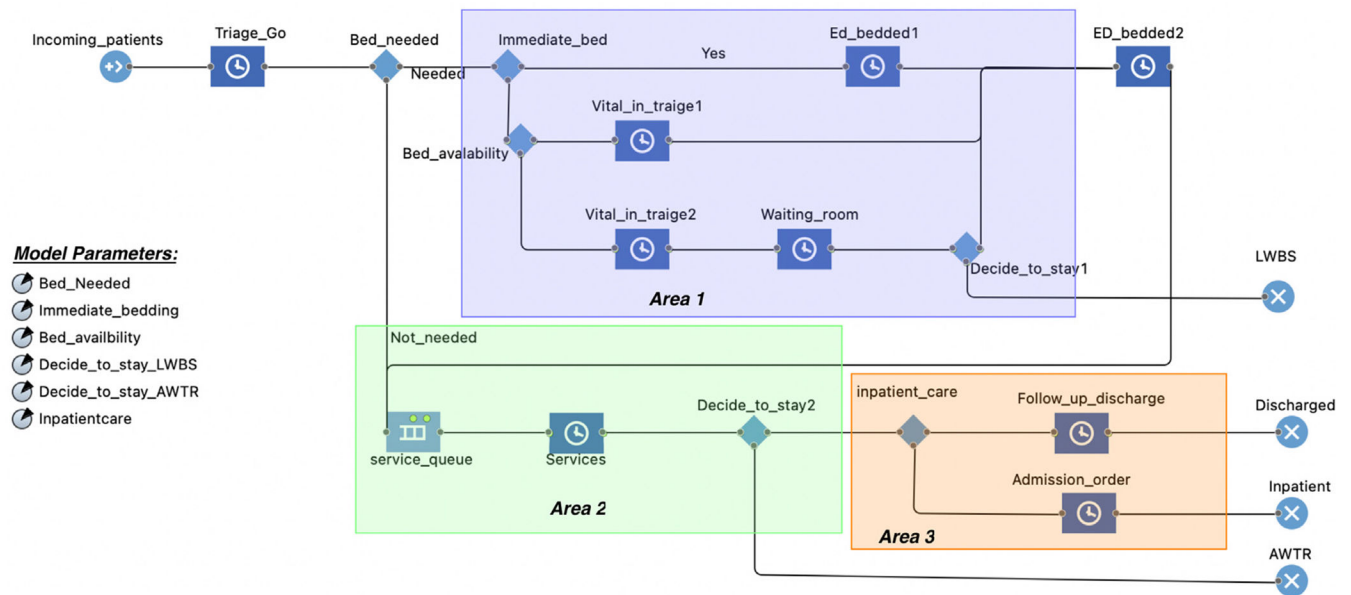 Incoming_patients
Triage_Go
Bed_needed
Needed
Immediate_bed
Yes
Ed_bedded1
ED_bedded2
Vital_in_traige1
Bed_avalability
Vital_in_traige2
Waiting_room
Decide_to_stay1
LWBS
Area 1
Model Parameters:
Bed_Needed
Immediate_bedding
Bed_availbility
Decide_to_stay_LWBS
Decide_to_stay_AWTR
Inpatientcare
Not_needed
service_queue
Services
Decide_to_stay2
Area 2
inpatient_care
Follow_up_discharge
Discharged
Admission_order
Inpatient
Area 3
AWTR